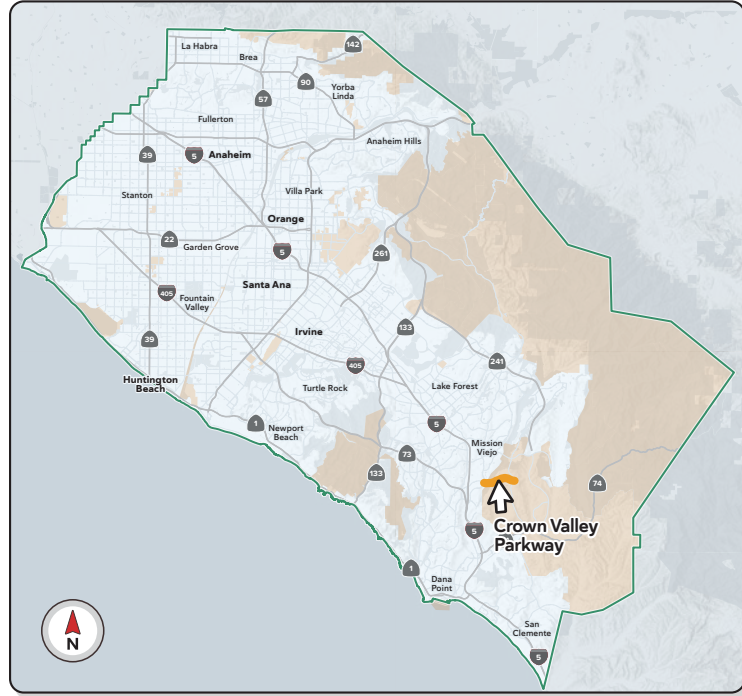 La Habra
142
Brea
90
Yorba
Linda
57
Fullerton
Anaheim Hills
39
5
Anaheim
Stanton
Villa Park
Orange
22
Garden Grove
5
261
Santa Ana
405
Fountain
Valley
133
Irvine
39
241
405
Huntington
Beach
Turtle Rock
Lake Forest
1
5
Newport
Beach
Mission
Viejo
73
133
74
Crown Valley
Parkway
5
1
Dana
Point
San
Clemente
5
N